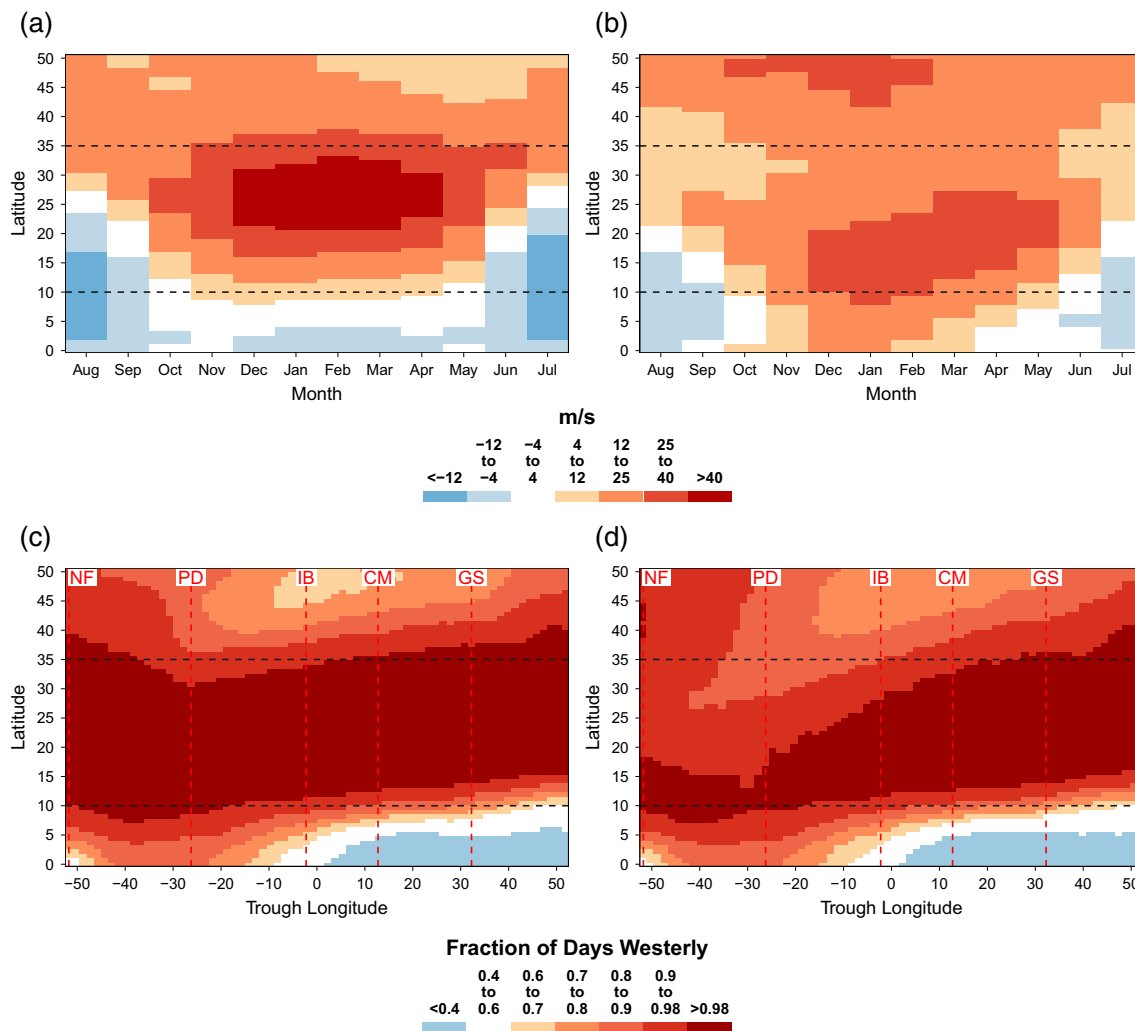 (a)
(b)
50
45
40
35
30
25
20
15
10
5
0
Latitude
Aug Sep Oct Nov Dec Jan Feb Mar Apr May Jun Jul
Month
50
45
40
35
30
25
20
15
10
5
0
Latitude
Aug Sep Oct Nov Dec Jan Feb Mar Apr May Jun Jul
Month
m/s
−12 −4 4 12 25
to to to to to
<−12 −4 4 12 25 40 >40
(c)
(d)
NF PD IB CM GS
50
45
40
35
30
25
20
15
10
5
0
Latitude
−50 −40 −30 −20 −10 0 10 20 30 40 50
Trough Longitude
NF PD IB CM GS
50
45
40
35
30
25
20
15
10
5
0
Latitude
−50 −40 −30 −20 −10 0 10 20 30 40 50
Trough Longitude
Fraction of Days Westerly
0.4 0.6 0.7 0.8 0.9
to to to to to
<0.4 0.6 0.7 0.8 0.9 0.98 >0.98